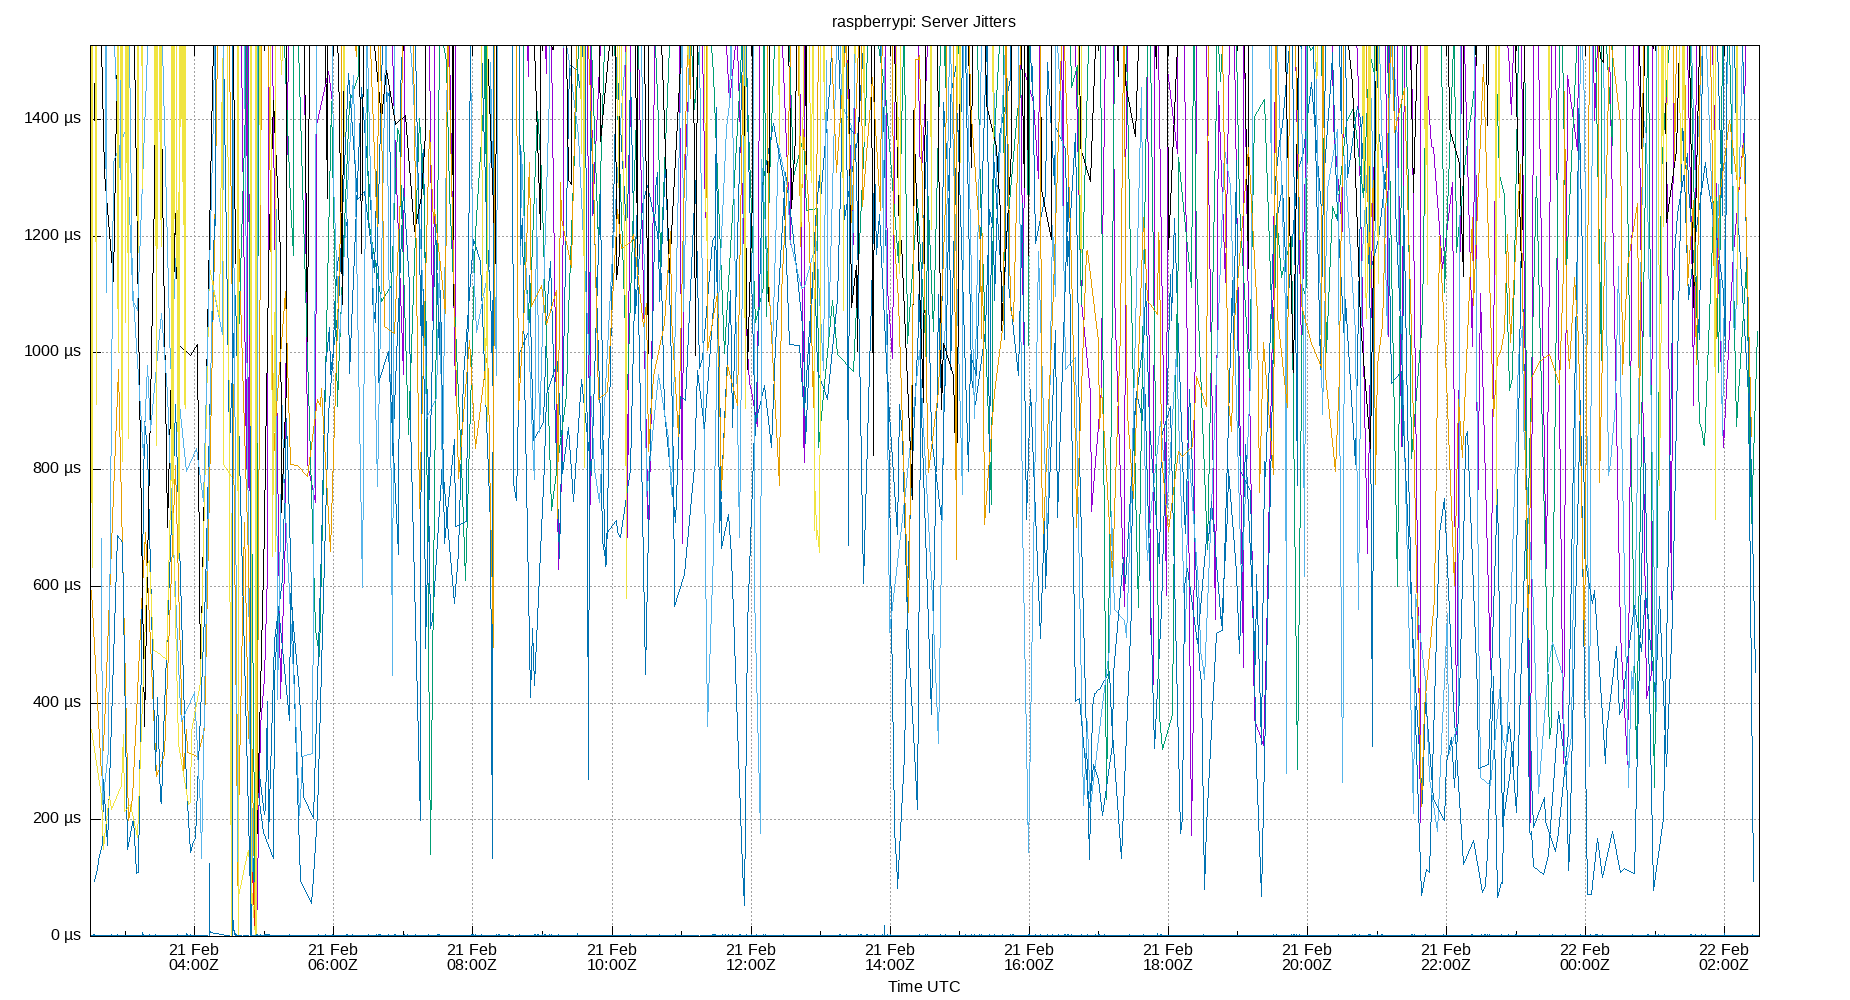 raspberrypi: Server Jitters
1400 µs
1200 µs
1000 µs
800 µs
600 µs
400 µs
200 µs
0 µs
21 Feb 21 Feb 21 Feb 21 Feb 21 Feb 21 Feb 21 Feb 21 Feb 21 Feb 21 Feb 22 Feb 22 Feb
04:00Z 06:00Z 08:00Z 10:00Z 12:00Z 14:00Z 16:00Z 18:00Z 20:00Z 22:00Z 00:00Z 02:00Z
Time UTC